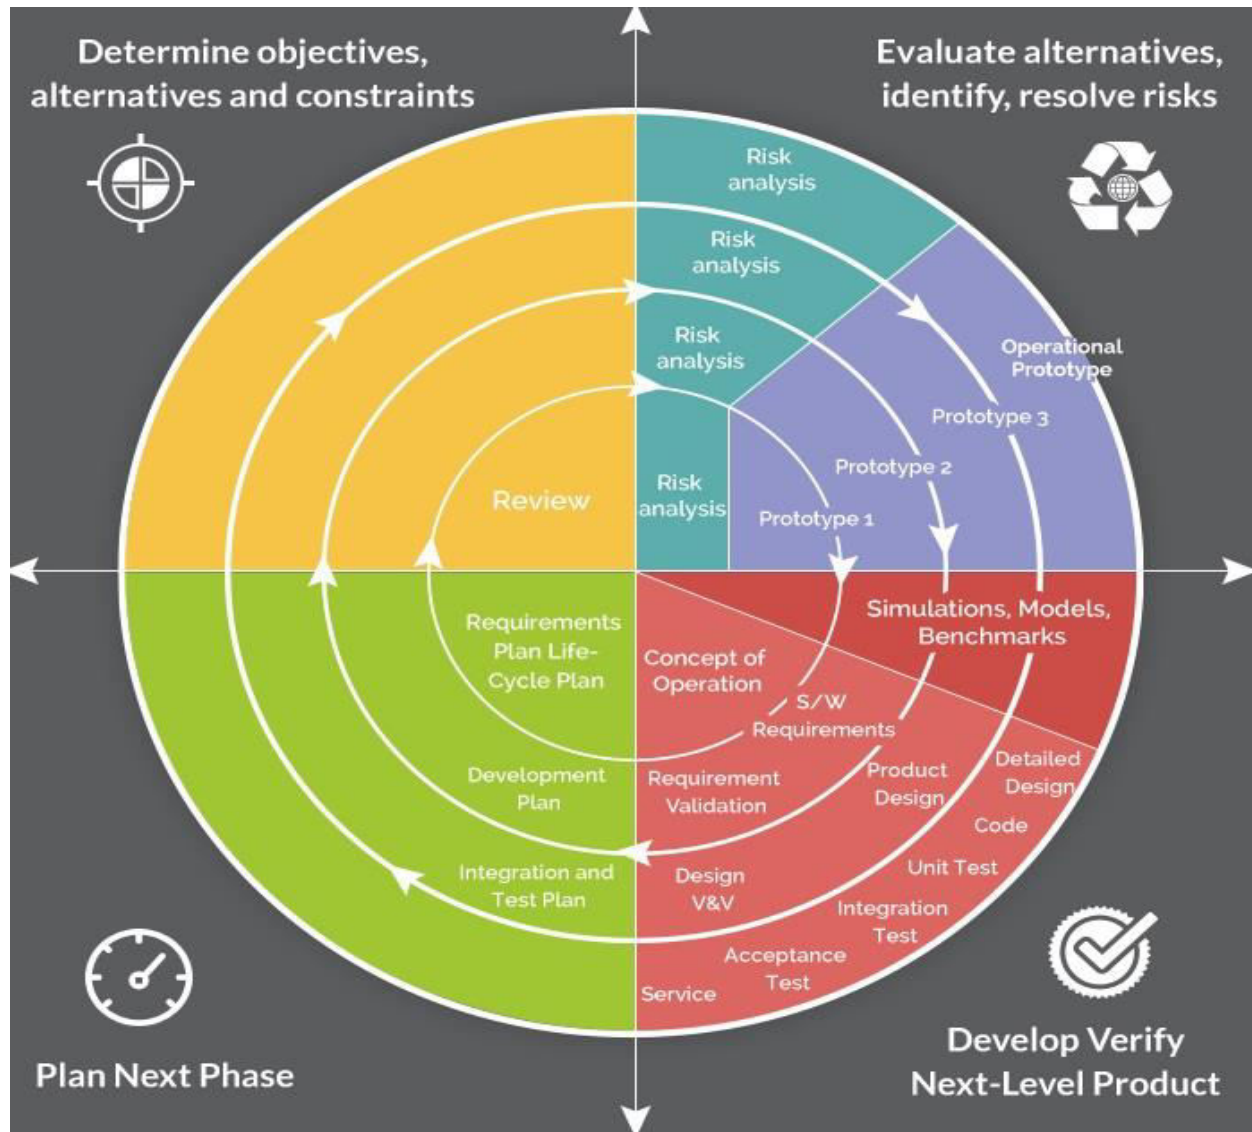 Determine objectives,
alternatives and constraints
Evaluate alternatives,
identify, resolve risks
Risk
analysis
Risk
analysis
Risk
analysis
Risk
analysis
Operational
Prototype
Prototype 3
Prototype 2
Prototype 1
Review
Requirements
Plan Life-
Cycle Plan
Development
Plan
Integration and
Test Plan
Simulations, Models,
Benchmarks
Concept of
Operation
S/W
Requirements
Requirement
Validation
Product
Design
Detailed
Design
Code
Unit Test
Integration
Test
Design
V&V
Acceptance
Test
Service
Plan Next Phase
Develop Verify
Next-Level Product